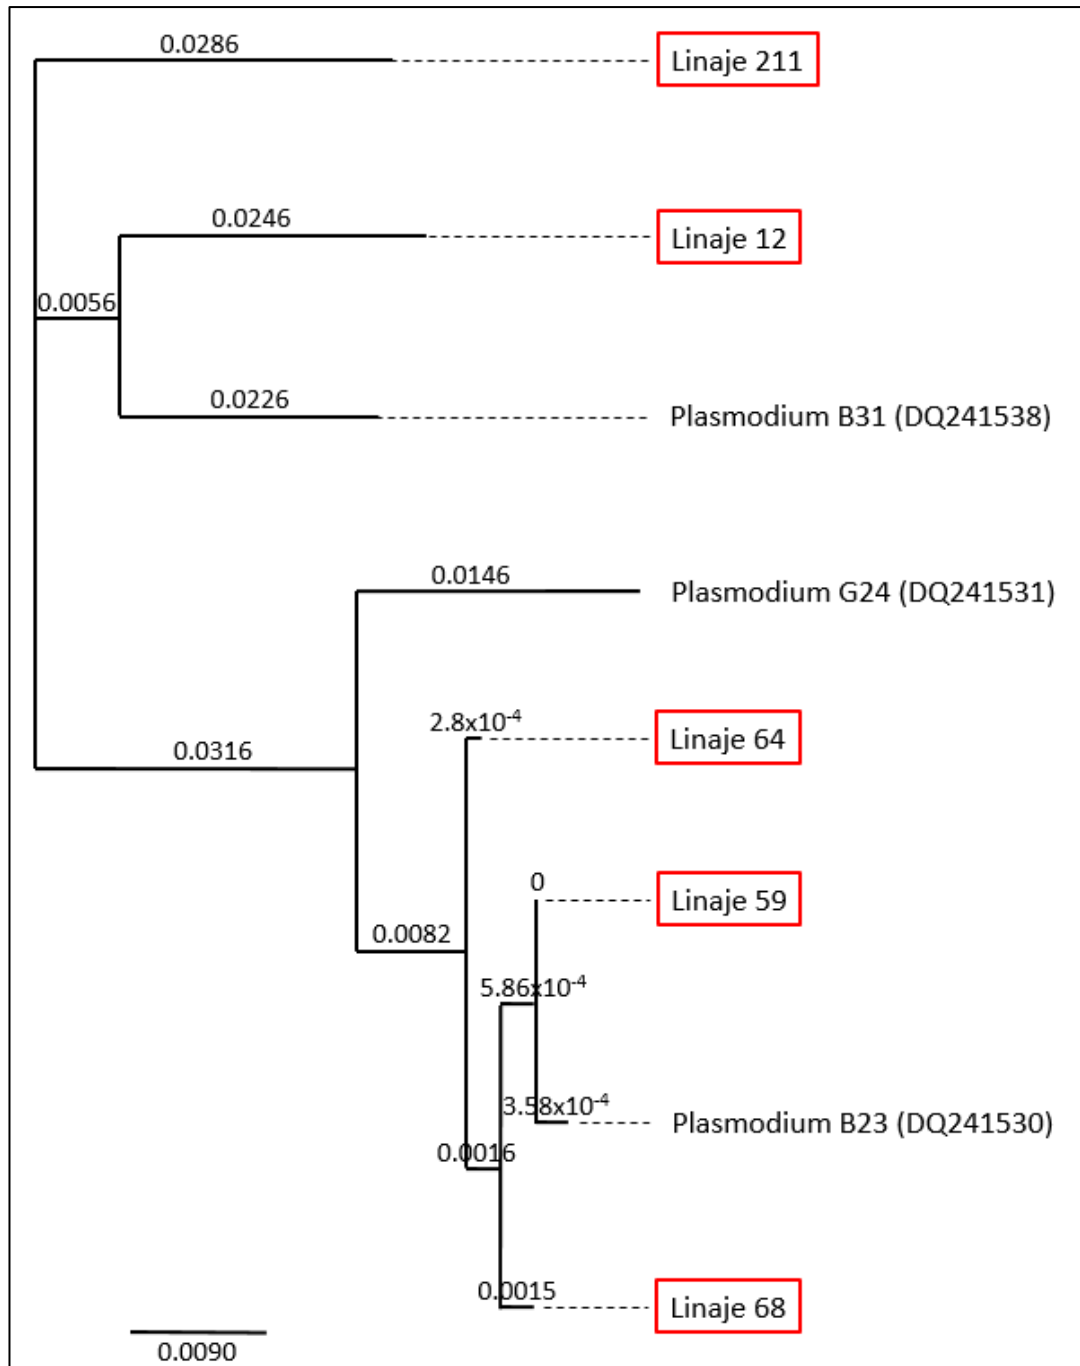 0.0286
Linaje 211
0.0246
Linaje 12
0.0056
0.0226
Plasmodium B31 (DQ241538)
0.0146
Plasmodium G24 (DQ241531)
2.8x10⁻⁴
Linaje 64
0.0316
0
Linaje 59
0.0082
5.86x10⁻⁴
3.58x10⁻⁴
Plasmodium B23 (DQ241530)
0.0016
0.0015
Linaje 68
0.0090